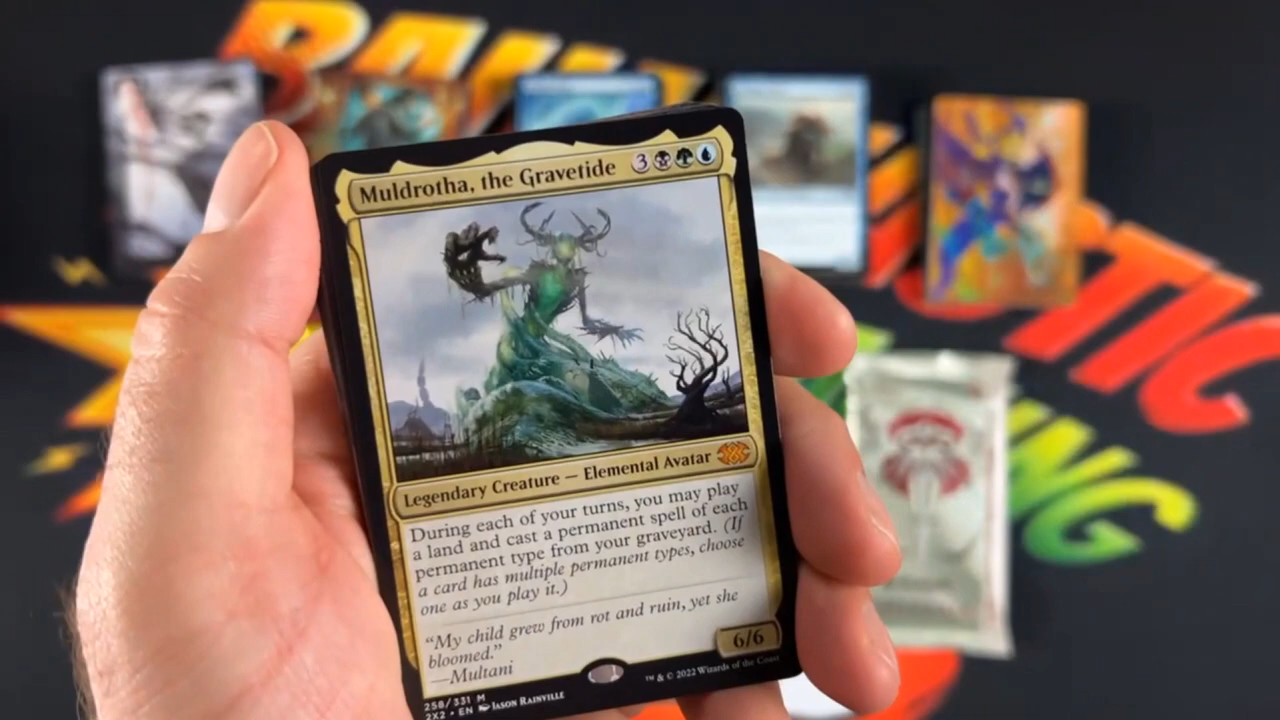 Muldrotha, the Gravetide 3
Legendary Creature — Elemental Avatar
During each of your turns, you may play
a land and cast a permanent spell of each
permanent type from your graveyard. (If
a card has multiple permanent types, choose
one as you play it.)
“My child grew from rot and ruin, yet she
bloomed.”
—Multani
6/6
258/331 M
2X2 • EN JASON RAINVILLE
™ & © 2022 Wizards of the Coast